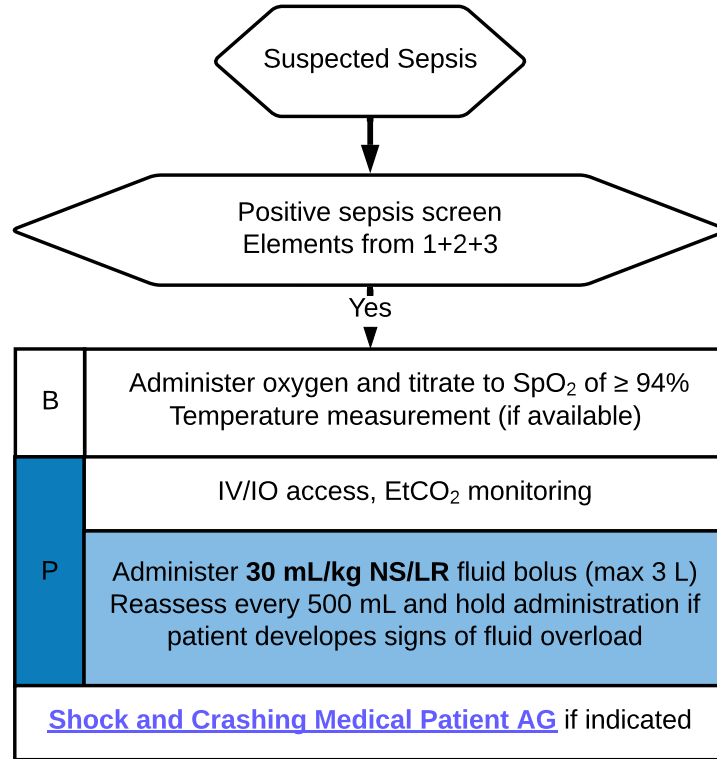 Suspected Sepsis
Positive sepsis screen
Elements from 1+2+3
Yes
B
Administer oxygen and titrate to SpO₂ of ≥ 94%
Temperature measurement (if available)
P
IV/IO access, EtCO₂ monitoring
Administer 30 mL/kg NS/LR fluid bolus (max 3 L)
Reassess every 500 mL and hold administration if
patient developes signs of fluid overload
Shock and Crashing Medical Patient AG if indicated